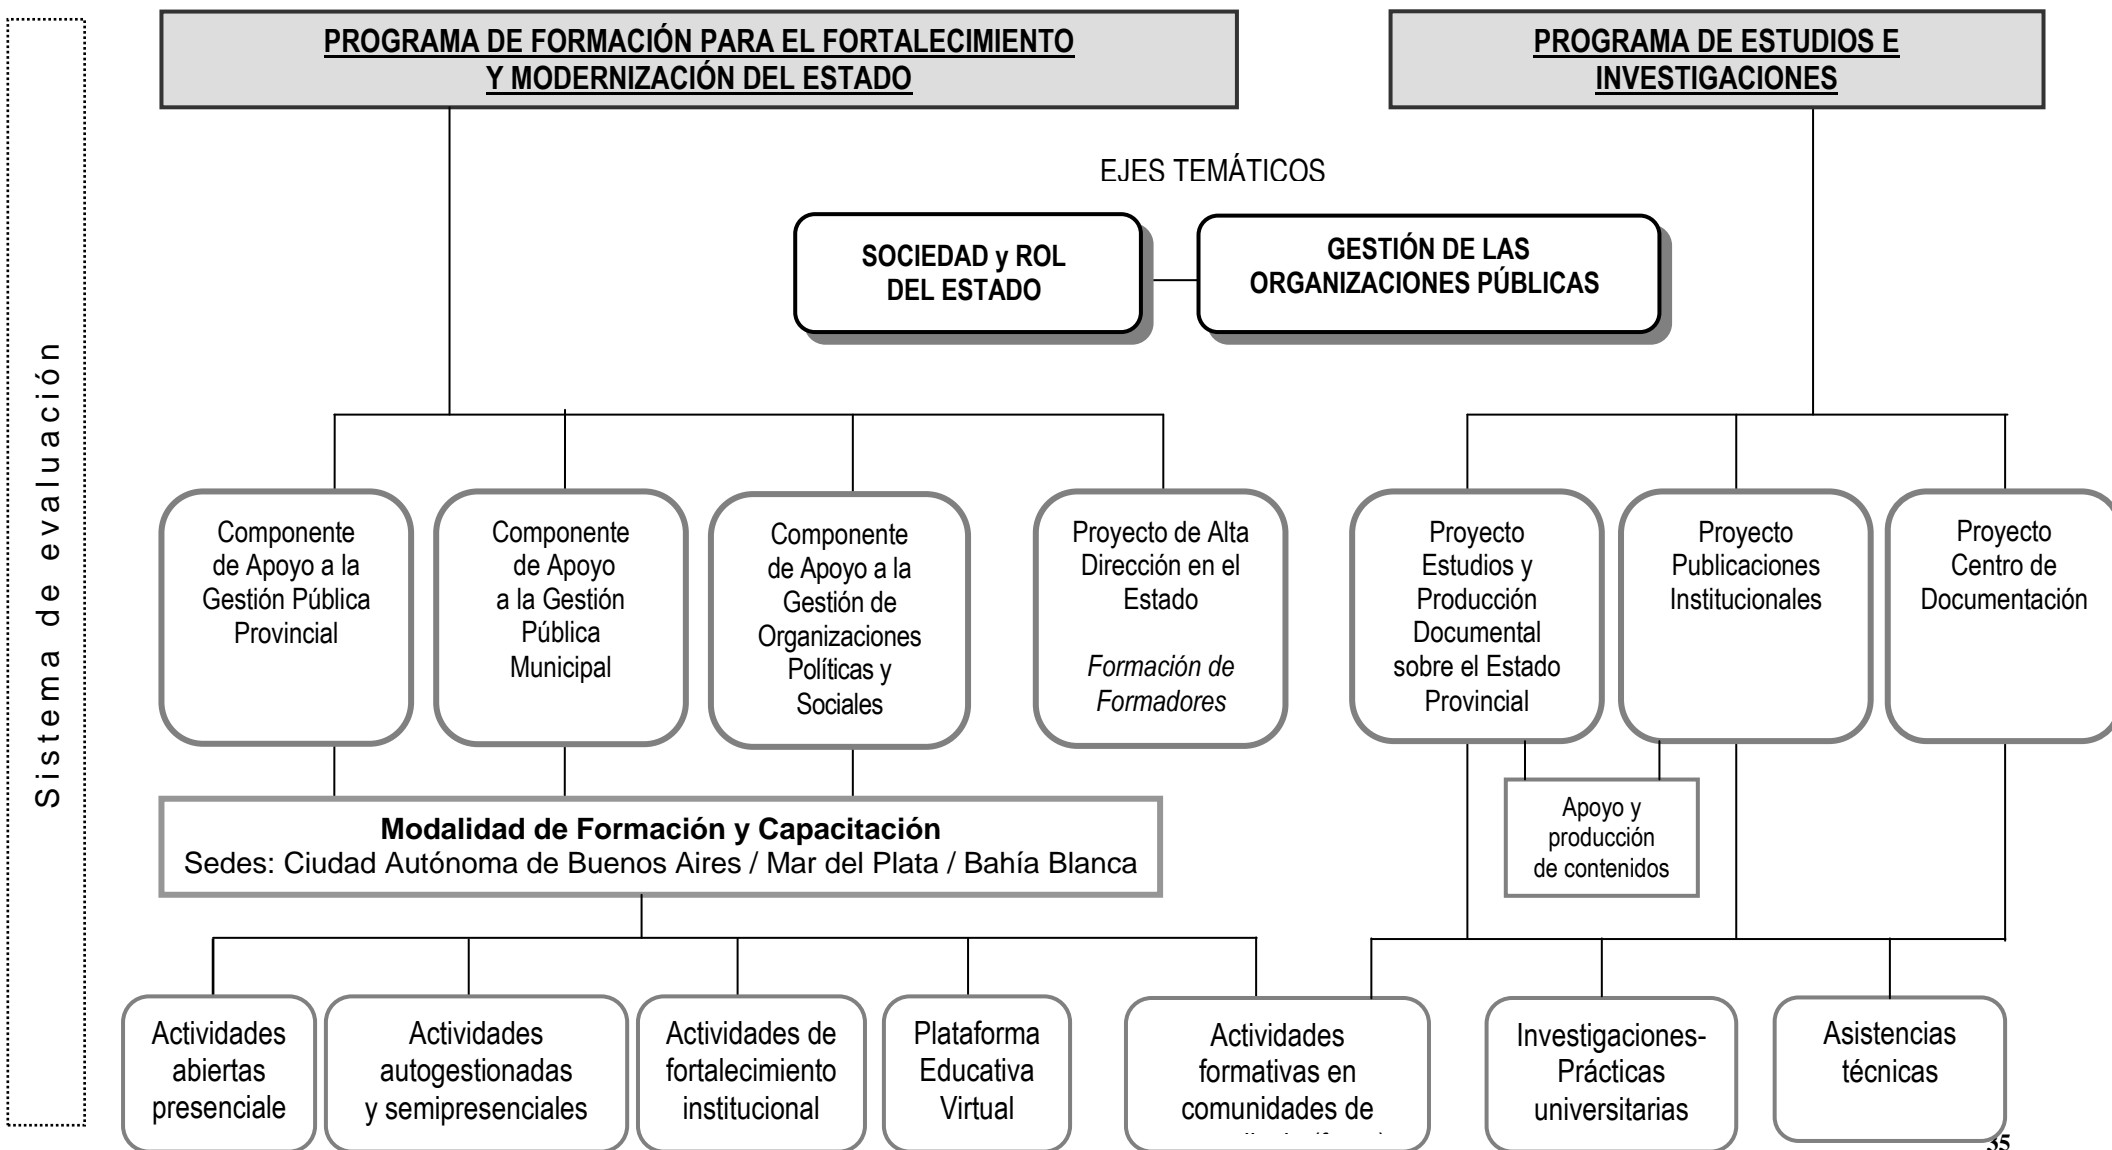 PROGRAMA DE FORMACIÓN PARA EL FORTALECIMIENTO
Y MODERNIZACIÓN DEL ESTADO
PROGRAMA DE ESTUDIOS E
INVESTIGACIONES
EJES TEMÁTICOS
SOCIEDAD y ROL
DEL ESTADO
GESTIÓN DE LAS
ORGANIZACIONES PÚBLICAS
Sistema de evaluación
Componente
de Apoyo a la
Gestión Pública
Provincial
Componente
de Apoyo
a la Gestión
Pública
Municipal
Componente
de Apoyo a la
Gestión de
Organizaciones
Políticas y
Sociales
Proyecto de Alta
Dirección en el
Estado
Formación de
Formadores
Proyecto
Estudios y
Producción
Documental
sobre el Estado
Provincial
Proyecto
Publicaciones
Institucionales
Proyecto
Centro de
Documentación
Modalidad de Formación y Capacitación
Sedes: Ciudad Autónoma de Buenos Aires / Mar del Plata / Bahía Blanca
Apoyo y
producción
de contenidos
Actividades
abiertas
presenciale
Actividades
autogestionadas
y semipresenciales
Actividades de
fortalecimiento
institucional
Plataforma
Educativa
Virtual
Actividades
formativas en
comunidades de
Investigaciones-
Prácticas
universitarias
Asistencias
técnicas
35